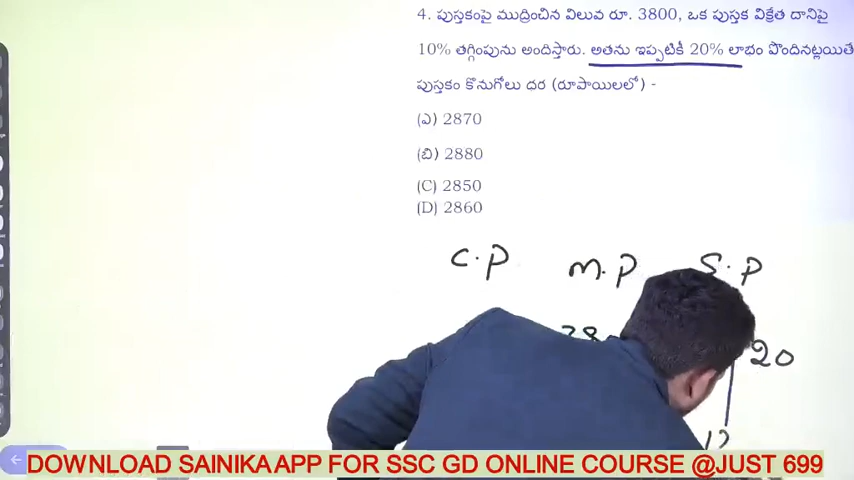 4. పుస్తకంపై ముద్రించిన విలువ రూ. 3800, ఒక పుస్తక విక్రేత దానిపై
10% తగ్గింపును అందిస్తారు. అతను ఇప్పటికీ 20% లాభం పొందినట్లయితే
పుస్తకం కొనుగోలు ధర (రూపాయిలలో) -
(ఎ) 2870
(బి) 2880
(C) 2850
(D) 2860
C.P M.P S.P
20
DOWNLOAD SAINIKA APP FOR SSC GD ONLINE COURSE @JUST 699